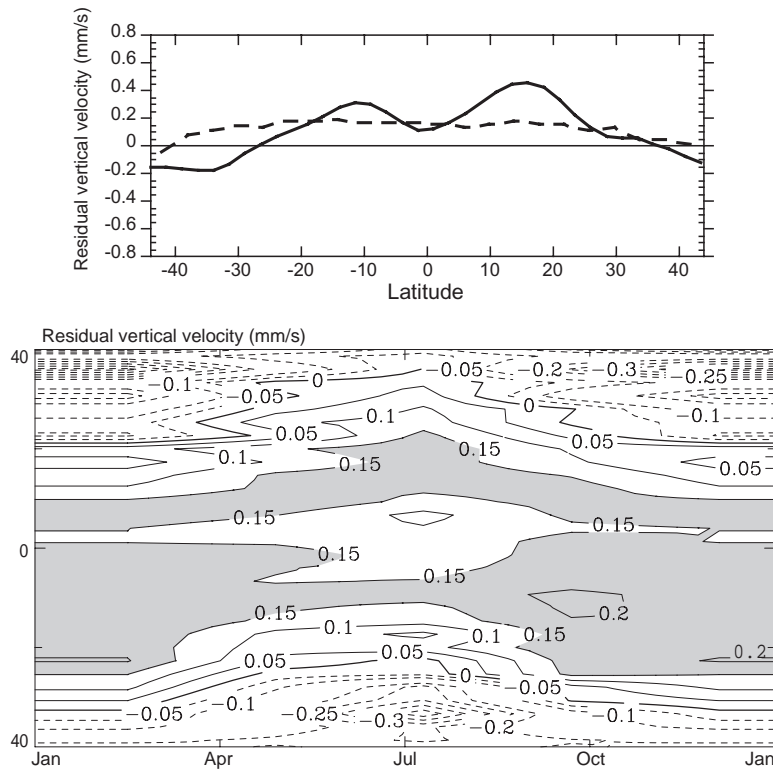 Residual vertical velocity (mm/s)
0.8
0.6
0.4
0.2
0
-0.2
-0.4
-0.6
-0.8
-40 -30 -20 -10 0 10 20 30 40
Latitude
Residual vertical velocity (mm/s)
40
0
40
−0.1 0 −0.05 −0.2 −0.3 −0.25
−0.05 0 −0.1
0.1
0.05 0.05
0.1 0.15 0.15 0.05
0.15 0.15 0.15
0.15 0.15
0.15 0.2
0.1 0.1 0.15
0.05 0.05 0 0.2
−0.05 −0.1 −0.25 −0.3 −0.2 −0.1 −0.05
Jan Apr Jul Oct Jan